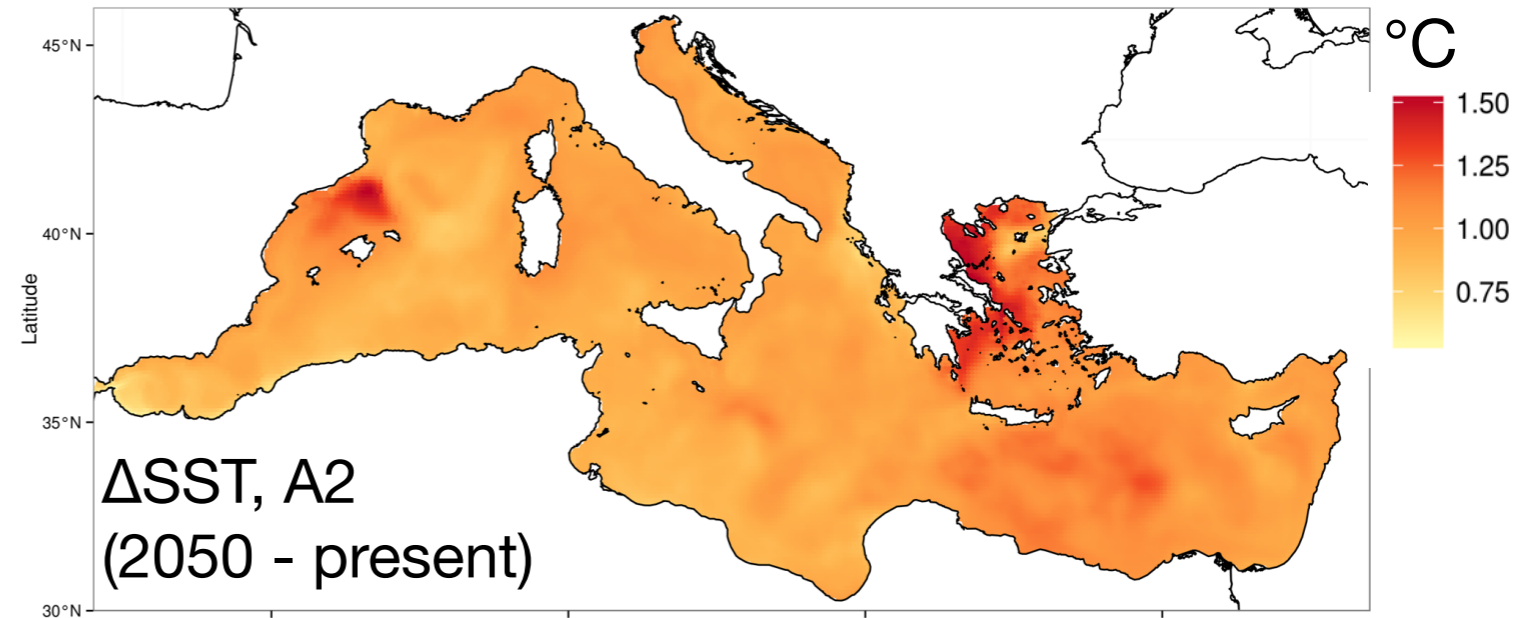 °C
45°N
40°N
35°N
30°N
Latitude
1.50
1.25
1.00
0.75
ΔSST, A2
(2050 - present)